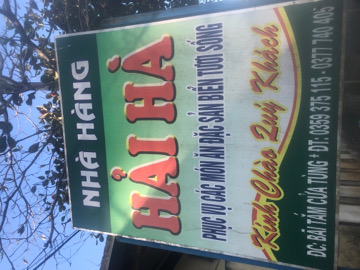 NHÀ HÀNG
HẢI HÀ
PHỤC VỤ CÁC MÓN ĂN ĐẶC SẢN BIỂN TƯƠI SỐNG
Kính Chào Quý Khách
ĐC: BÃI TẮM CỬA TÙNG * ĐT: 0359 375 115 - 0377 740 405